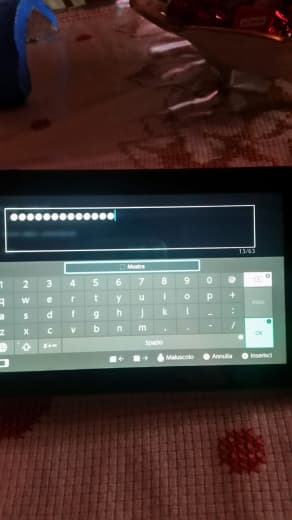 ●●●●●●●●●●●●●
13/63
Mostra
1 2 3 4 5 6 7 8 9 0 @
q w e r t y u i o p +
a s d f g h j k l _ :
z x c v b n m , . - /
#+= Spazio OK
Maiuscolo Annulla Inserisci